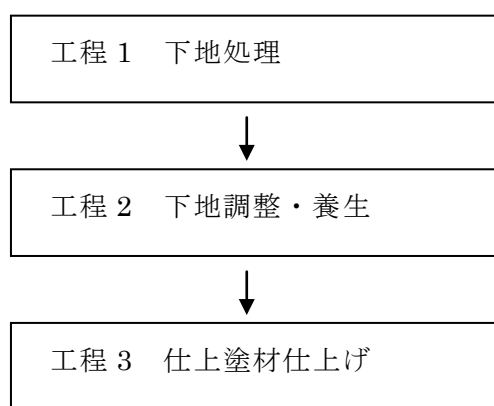 工程 1　下地処理
工程 2　下地調整・養生
工程 3　仕上塗材仕上げ